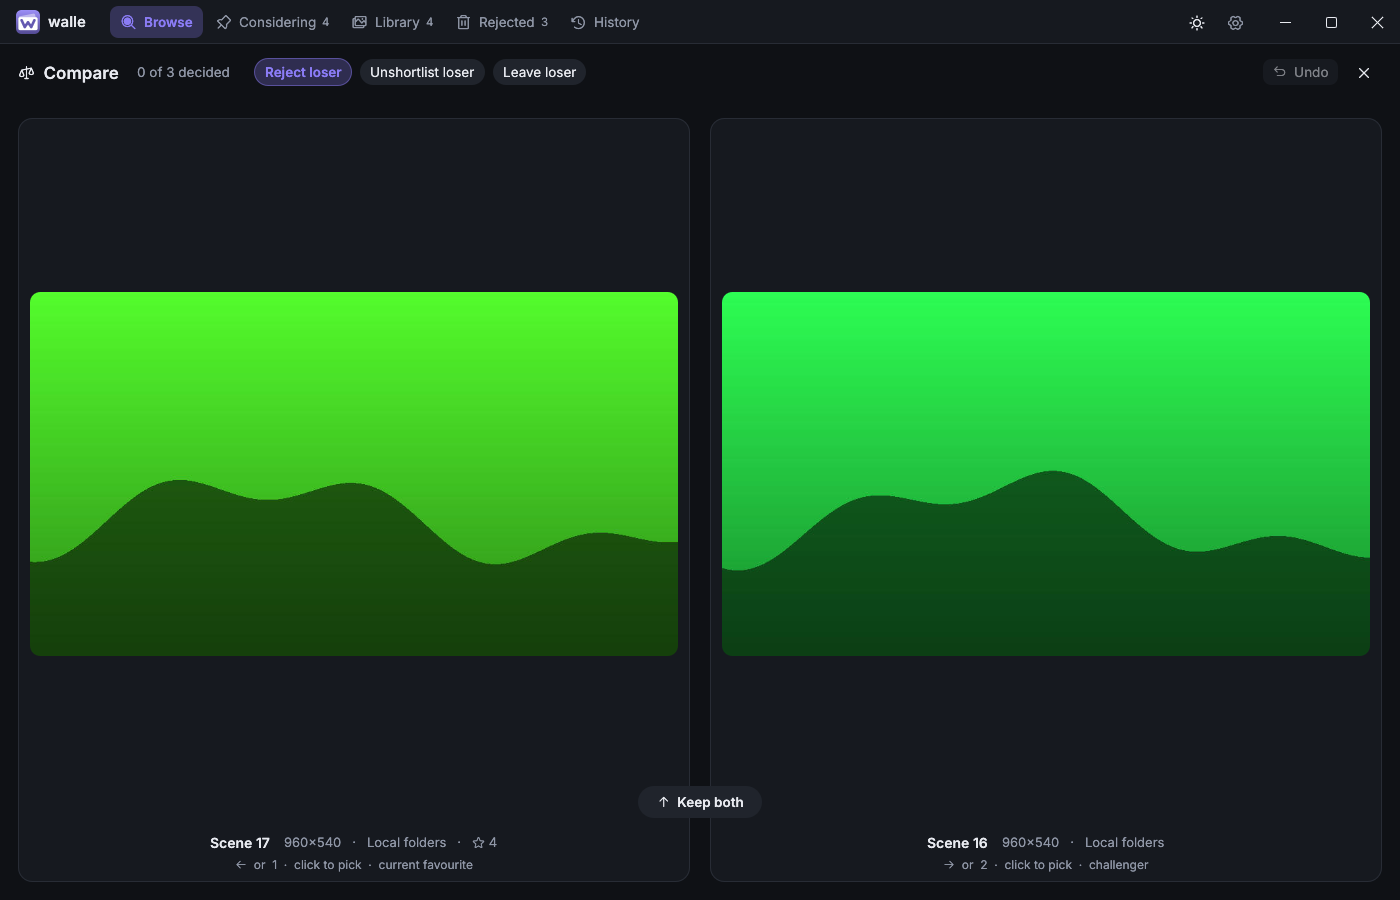 walle Browse Considering 4 Library 4 Rejected 3 History
Compare 0 of 3 decided Reject loser Unshortlist loser Leave loser Undo
↑ Keep both
Scene 17 960×540 · Local folders · ☆ 4
← or 1 · click to pick · current favourite
Scene 16 960×540 · Local folders
→ or 2 · click to pick · challenger